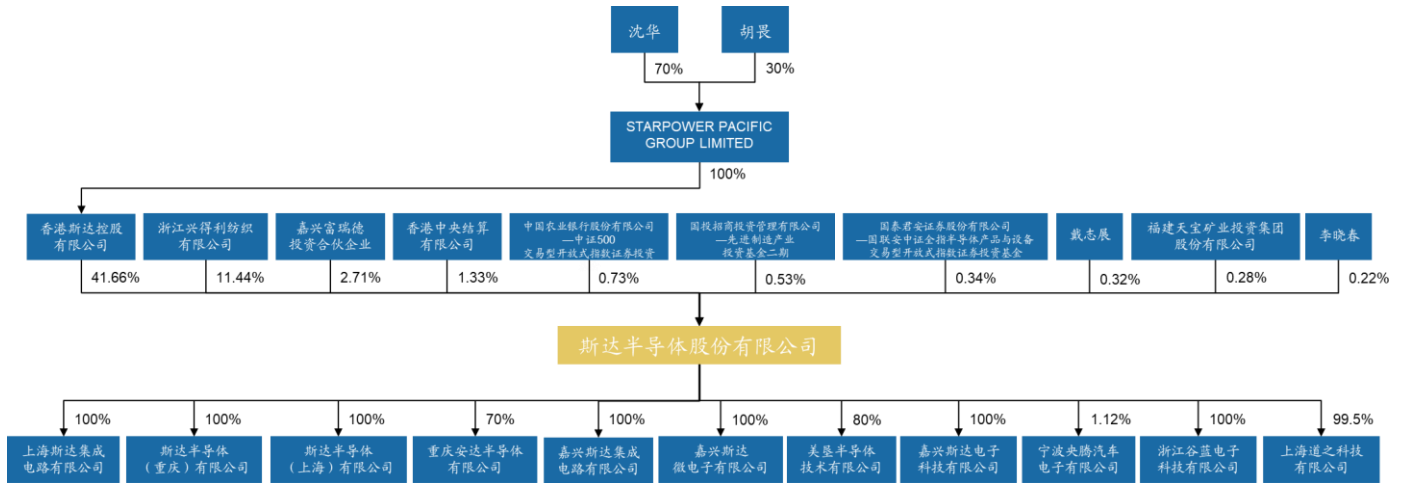 沈华
胡畏
70%
30%
STARPOWER PACIFIC
GROUP LIMITED
100%
香港斯达控股
有限公司
浙江兴得利纺织
有限公司
嘉兴富瑞德
投资合伙企业
香港中央结算
有限公司
中国农业银行股份有限公司
—中证500
交易型开放式指数证券投资
国投招商投资管理有限公司
—先进制造产业
投资基金二期
国泰君安证券股份有限公司
—国联安中证全指半导体产品与设备
交易型开放式指数证券投资基金
戴志展
福建天宝矿业投资集团
股份有限公司
李晓春
41.66%
11.44%
2.71%
1.33%
0.73%
0.53%
0.34%
0.32%
0.28%
0.22%
斯达半导体股份有限公司
100%
100%
100%
70%
100%
100%
80%
100%
1.12%
100%
99.5%
上海斯达集成
电路有限公司
斯达半导体
（重庆）有限公司
斯达半导体
（上海）有限公司
重庆安达半导体
有限公司
嘉兴斯达集成
电路有限公司
嘉兴斯达
微电子有限公司
美垦半导体
技术有限公司
嘉兴斯达电子
科技有限公司
宁波央腾汽车
电子有限公司
浙江谷蓝电子
科技有限公司
上海道之科技
有限公司